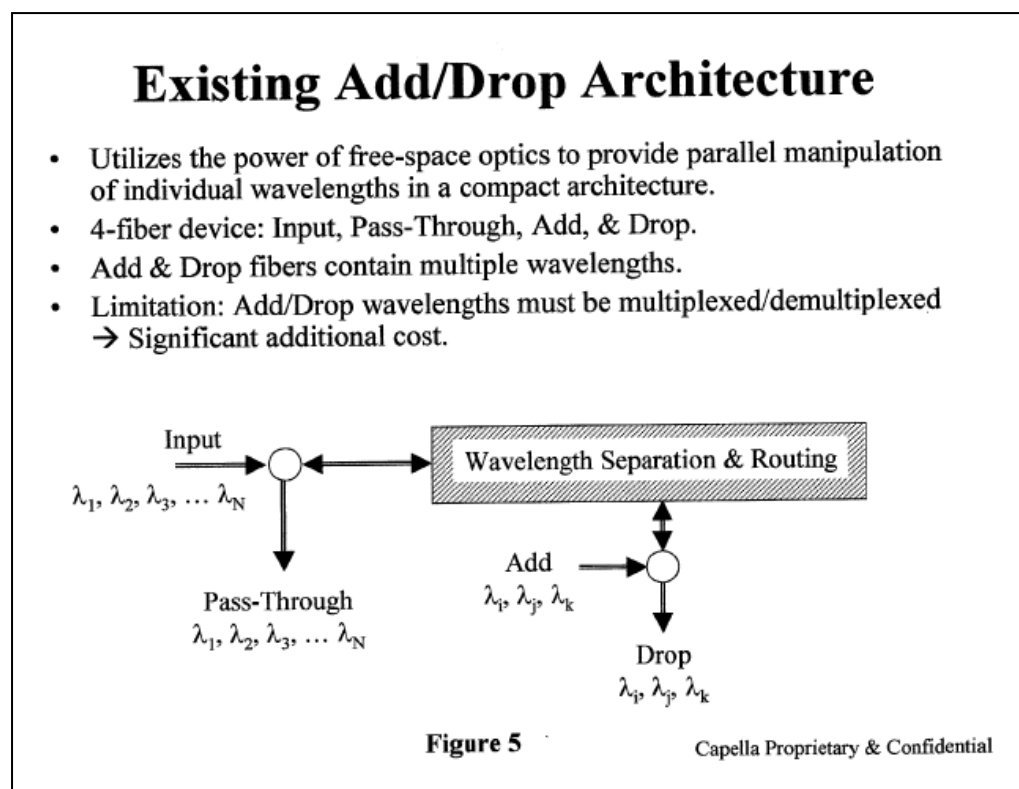 Existing Add/Drop Architecture
• Utilizes the power of free-space optics to provide parallel manipulation
of individual wavelengths in a compact architecture.
• 4-fiber device: Input, Pass-Through, Add, & Drop.
• Add & Drop fibers contain multiple wavelengths.
• Limitation: Add/Drop wavelengths must be multiplexed/demultiplexed
→ Significant additional cost.
Input
λ₁, λ₂, λ₃, … λ_N
Wavelength Separation & Routing
Pass-Through
λ₁, λ₂, λ₃, … λ_N
Add
λᵢ, λⱼ, λₖ
Drop
λᵢ, λⱼ, λₖ
Figure 5
Capella Proprietary & Confidential